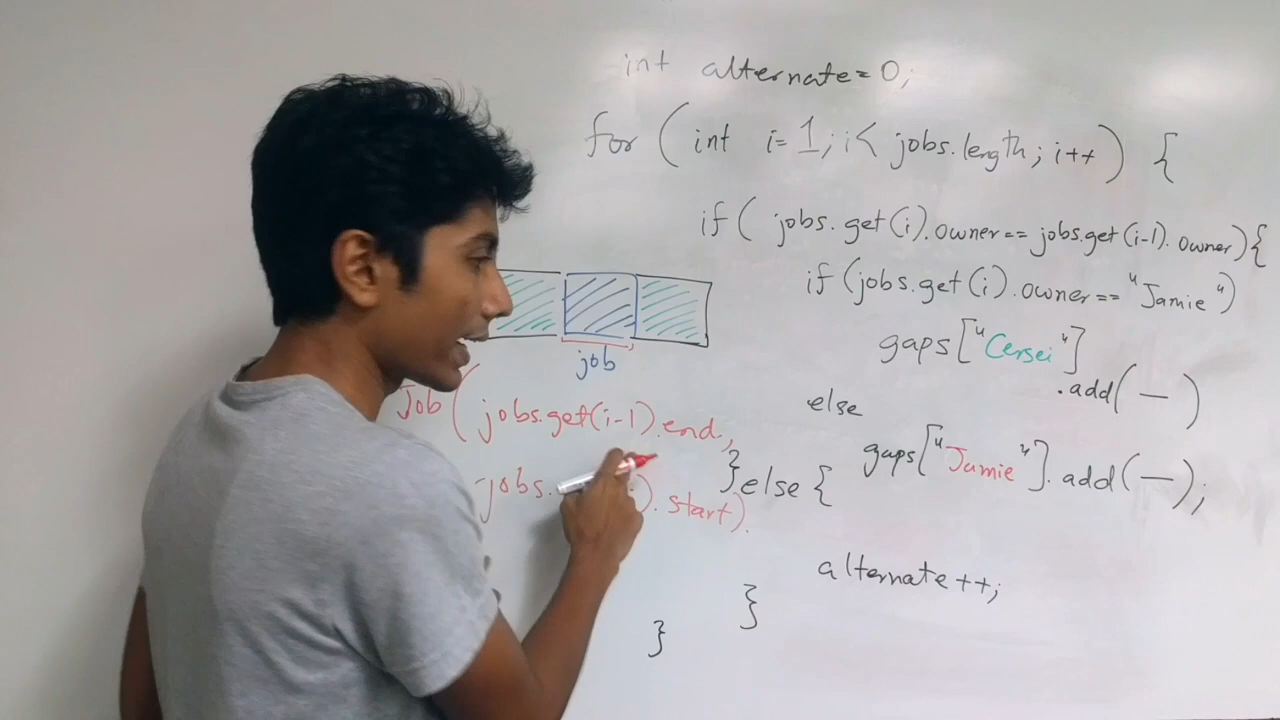 int alternate = 0;
for ( int i = 1; i < jobs.length; i++ ) {
if ( jobs.get(i).owner == jobs.get(i-1).owner) {
if (jobs.get(i).owner == "Jamie")
gaps["Cersei"]
.add( — )
else
gaps["Jamie"].add( — );
} else {
alternate++;
}
}
job
Job ( jobs.get(i-1).end,
jobs. ). start).